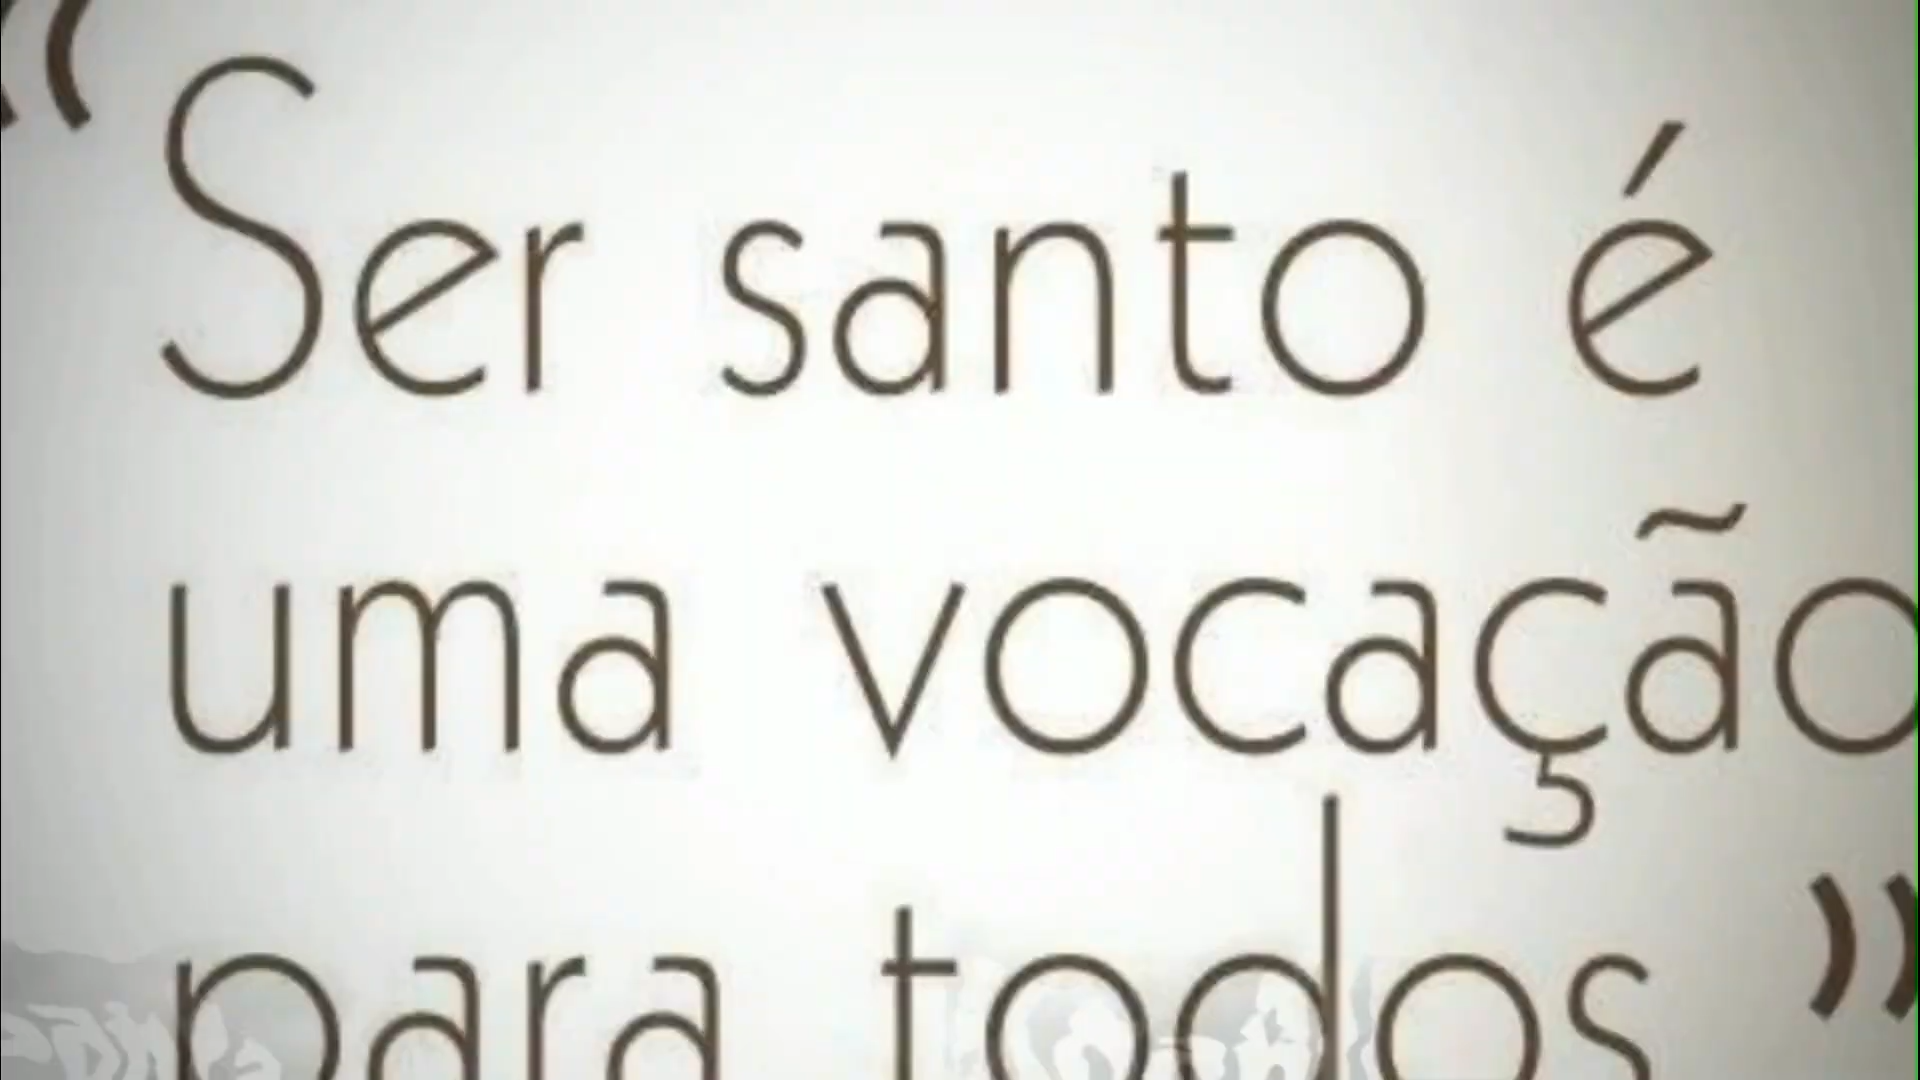 “Ser santo é
uma vocação
para todos”